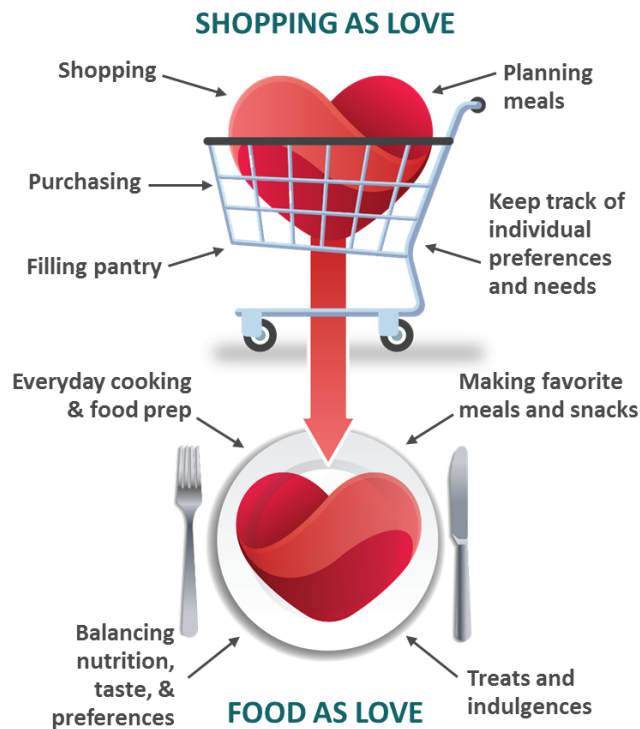 SHOPPING AS LOVE
Shopping
Planning
meals
Purchasing
Keep track of
individual
preferences
and needs
Filling pantry
Everyday cooking
& food prep
Making favorite
meals and snacks
Balancing
nutrition,
taste, &
preferences
Treats and
indulgences
FOOD AS LOVE